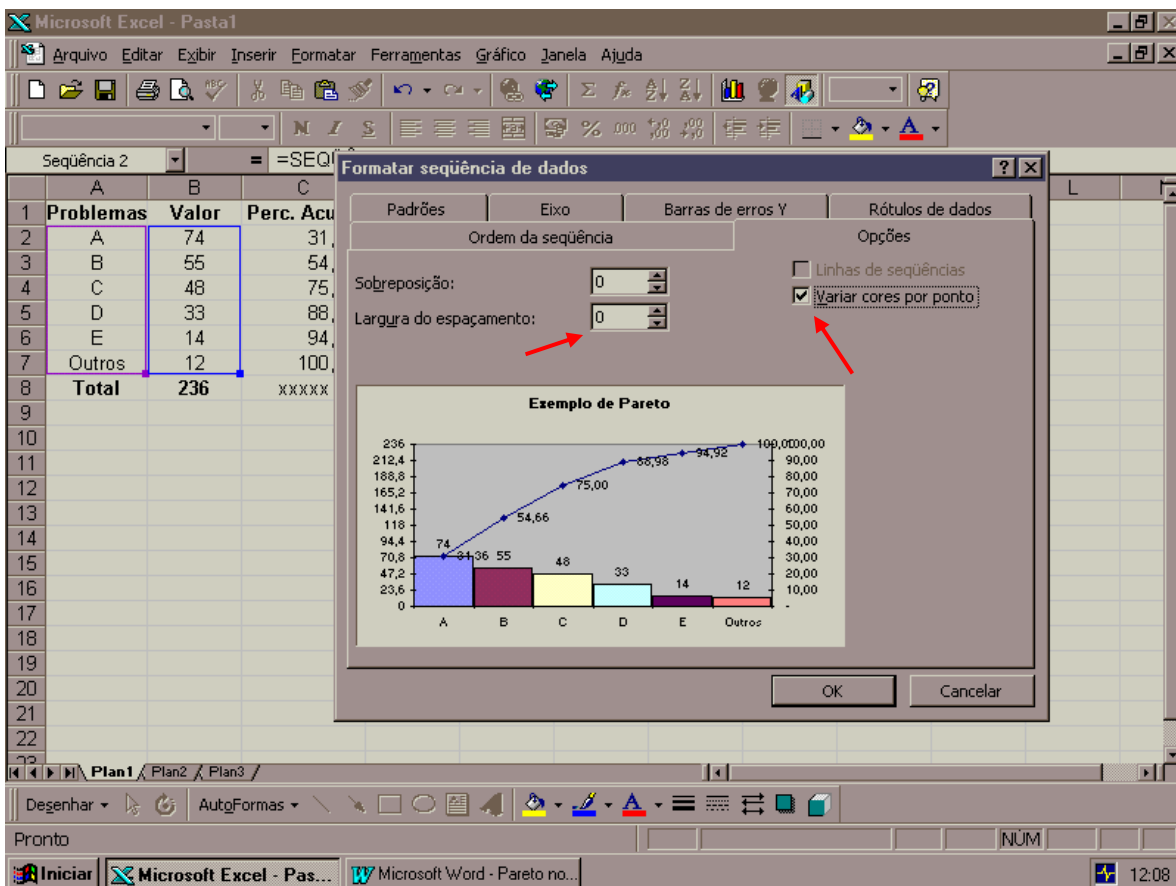 Microsoft Excel - Pasta1
Arquivo Editar Exibir Inserir Formatar Ferramentas Gráfico Janela Ajuda
N I S % 000
Seqüência 2 = =SEQÜ
Formatar seqüência de dados
Padrões Eixo Barras de erros Y Rótulos de dados
Ordem da seqüência Opções
Sobreposição: 0
Largura do espaçamento: 0
Linhas de seqüências
Variar cores por ponto
A B C L
1 Problemas Valor Perc. Acu
2 A 74 31,
3 B 55 54,
4 C 48 75,
5 D 33 88,
6 E 14 94,
7 Outros 12 100,
8 Total 236 xxxxx
9
10
11
12
13
14
15
16
17
18
19
20
21
22
23
Exemplo de Pareto
236
212,4
188,8
165,2
141,6
118
94,4
70,8
47,2
23,6
0
74 55 48 33 14 12
31,36 54,66 75,00 88,98 94,92 100,00
100,00
90,00
80,00
70,00
60,00
50,00
40,00
30,00
20,00
10,00
-
A B C D E Outros
OK Cancelar
Plan1 Plan2 Plan3
Desenhar AutoFormas
Pronto NÚM
Iniciar Microsoft Excel - Pas... Microsoft Word - Pareto no... 12:08